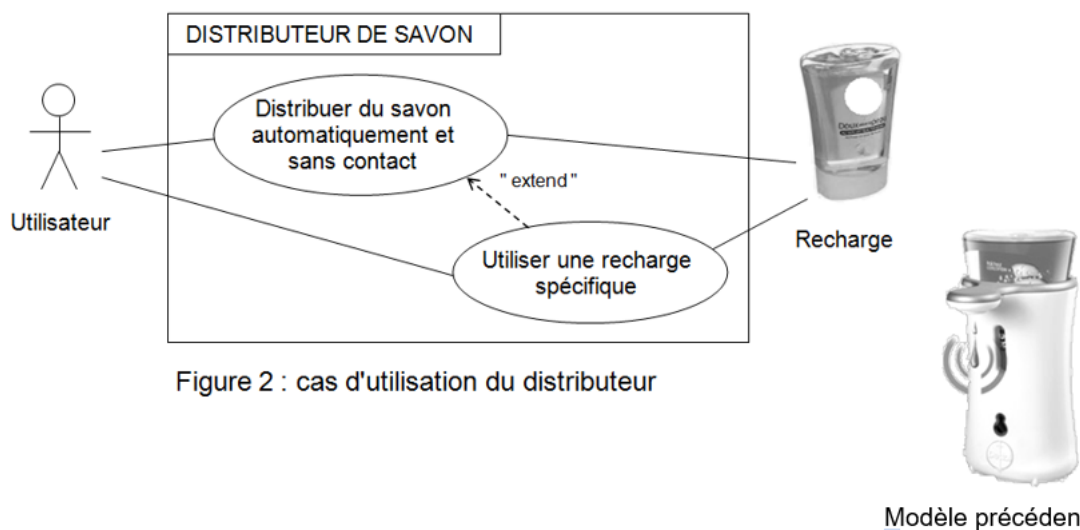 DISTRIBUTEUR DE SAVON
Distribuer du savon
automatiquement et
sans contact
" extend "
Utilisateur
Utiliser une recharge
spécifique
Recharge
Figure 2 : cas d'utilisation du distributeur
Modèle précéden